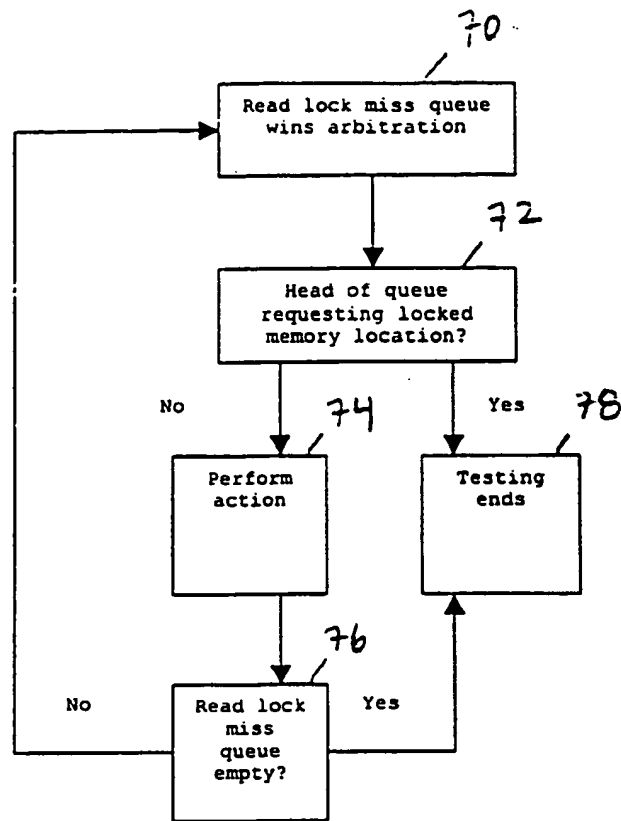 70
Read lock miss queue
wins arbitration
72
Head of queue
requesting locked
memory location?
No
Yes
74
78
Perform
action
Testing
ends
76
No
Read lock
miss
queue
empty?
Yes